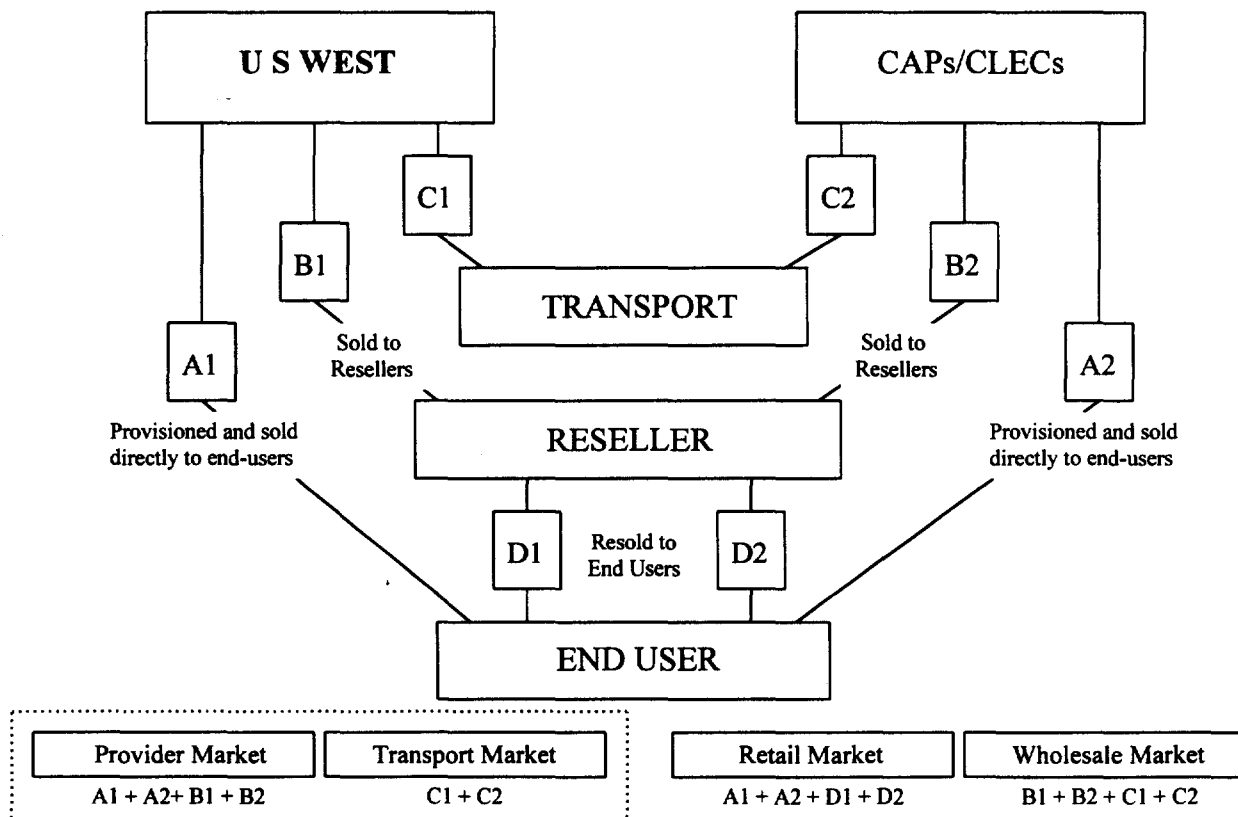 U S WEST
CAPs/CLECs
C1
C2
B1
B2
TRANSPORT
A1
Sold to
Resellers
Sold to
Resellers
A2
RESELLER
Provisioned and sold
directly to end-users
Provisioned and sold
directly to end-users
D1
Resold to
End Users
D2
END USER
Provider Market
Transport Market
Retail Market
Wholesale Market
A1 + A2+ B1 + B2
C1 + C2
A1 + A2 + D1 + D2
B1 + B2 + C1 + C2